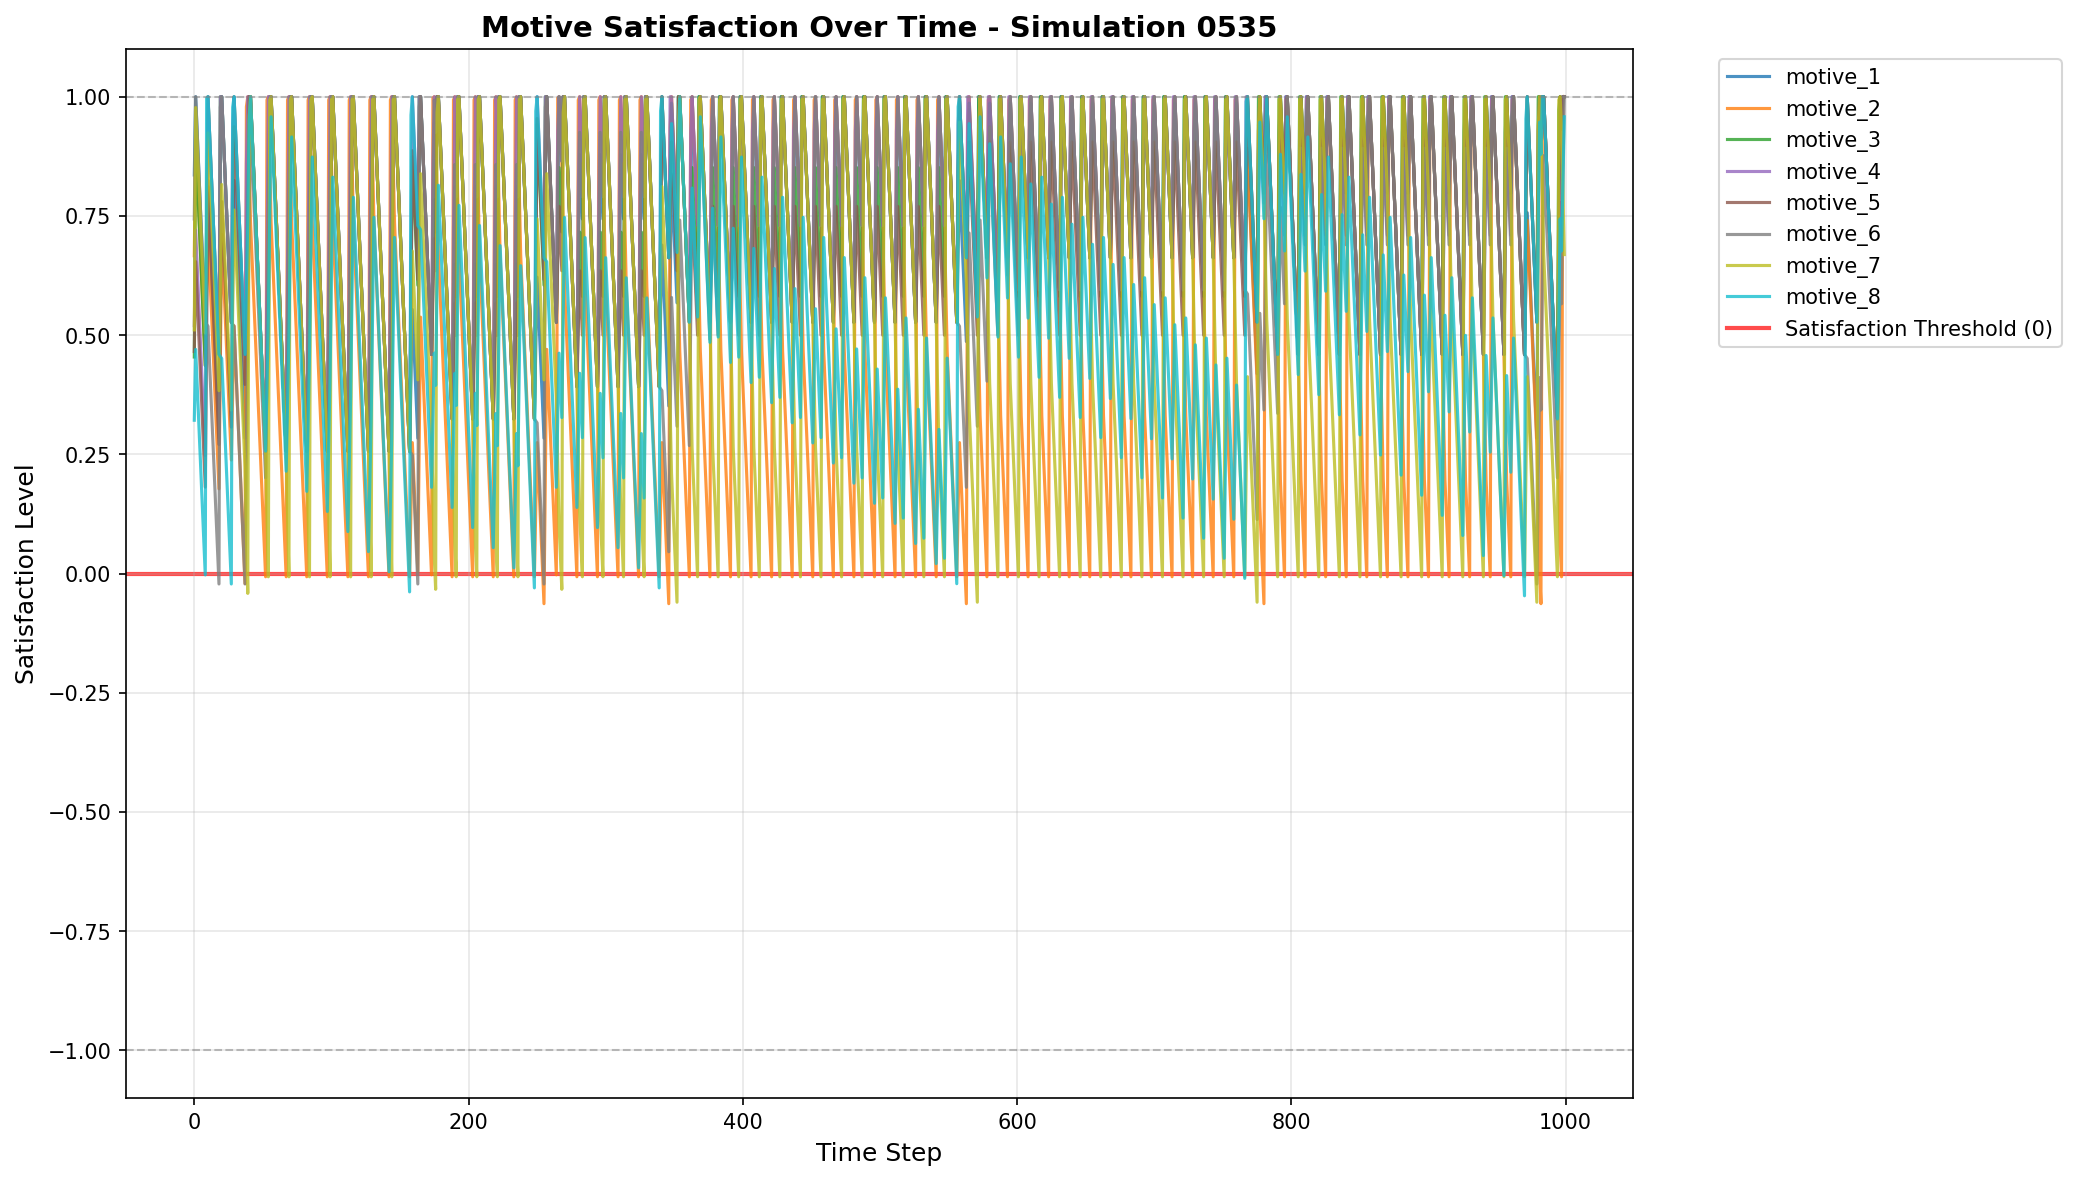 Motive Satisfaction Over Time - Simulation 0535
motive_1
motive_2
motive_3
motive_4
motive_5
motive_6
motive_7
motive_8
Satisfaction Threshold (0)
Satisfaction Level
1.00
0.75
0.50
0.25
0.00
−0.25
−0.50
−0.75
−1.00
0 200 400 600 800 1000
Time Step